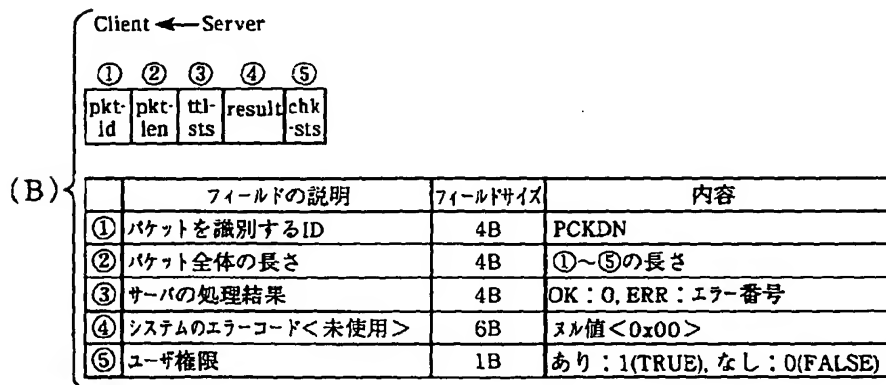 Client ← Server
① ② ③ ④ ⑤
pkt-id pkt-len ttl-sts result chk-sts
(B)
フィールドの説明 フィールドサイズ 内容
① パケットを識別するID 4B PCKDN
② パケット全体の長さ 4B ①~⑤の長さ
③ サーバの処理結果 4B OK:0, ERR:エラー番号
④ システムのエラーコード<未使用> 6B ヌル値<0x00>
⑤ ユーザ権限 1B あり:1(TRUE), なし:0(FALSE)